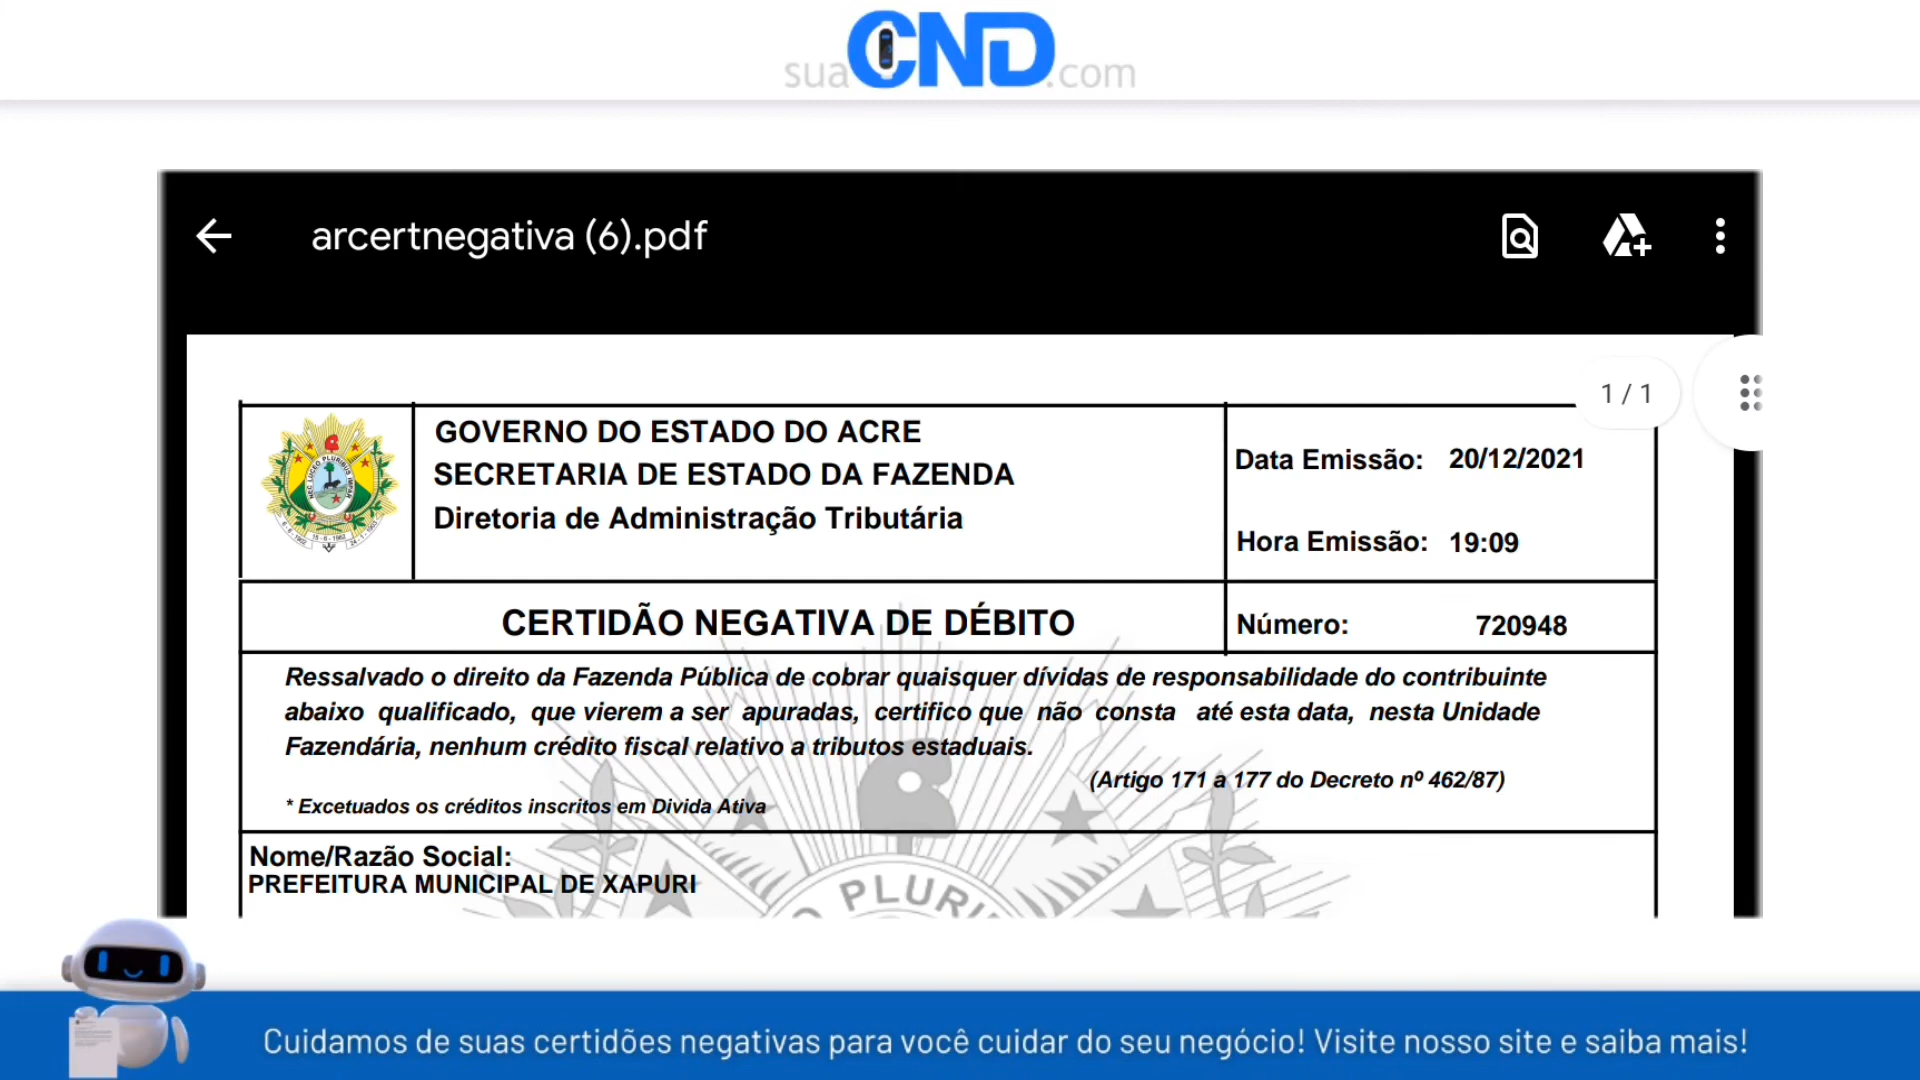 suaCND.com
arcertnegativa (6).pdf
1 / 1
GOVERNO DO ESTADO DO ACRE
SECRETARIA DE ESTADO DA FAZENDA
Diretoria de Administração Tributária
Data Emissão: 20/12/2021
Hora Emissão: 19:09
CERTIDÃO NEGATIVA DE DÉBITO
Número: 720948
Ressalvado o direito da Fazenda Pública de cobrar quaisquer dívidas de responsabilidade do contribuinte
abaixo qualificado, que vierem a ser apuradas, certifico que não consta até esta data, nesta Unidade
Fazendária, nenhum crédito fiscal relativo a tributos estaduais.
(Artigo 171 a 177 do Decreto nº 462/87)
* Excetuados os créditos inscritos em Divida Ativa
Nome/Razão Social:
PREFEITURA MUNICIPAL DE XAPURI
Cuidamos de suas certidões negativas para você cuidar do seu negócio! Visite nosso site e saiba mais!